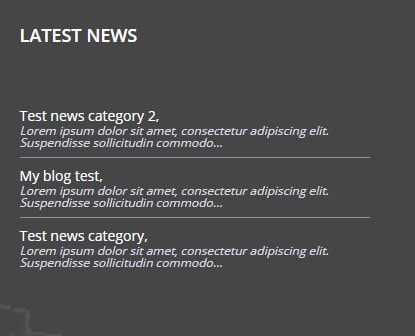 LATEST NEWS
Test news category 2,
Lorem ipsum dolor sit amet, consectetur adipiscing elit.
Suspendisse sollicitudin commodo...
My blog test,
Lorem ipsum dolor sit amet, consectetur adipiscing elit.
Suspendisse sollicitudin commodo...
Test news category,
Lorem ipsum dolor sit amet, consectetur adipiscing elit.
Suspendisse sollicitudin commodo...